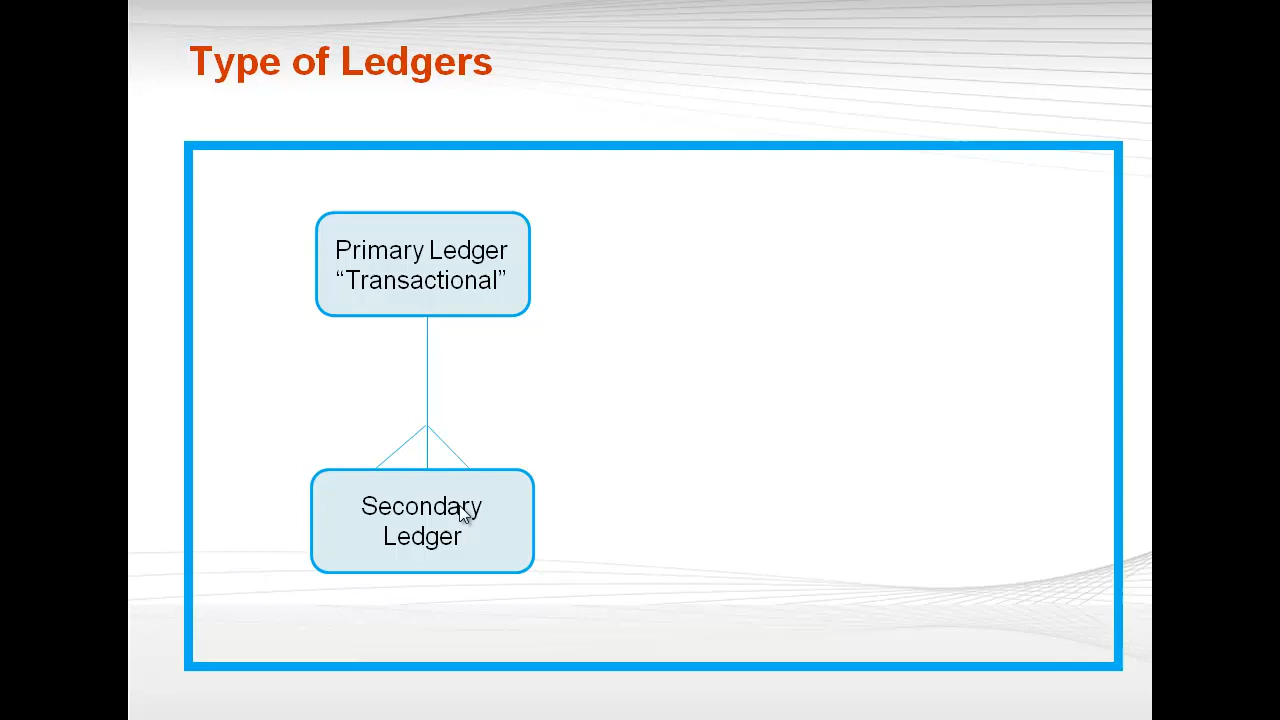 Type of Ledgers
Primary Ledger
“Transactional”
Secondary
Ledger